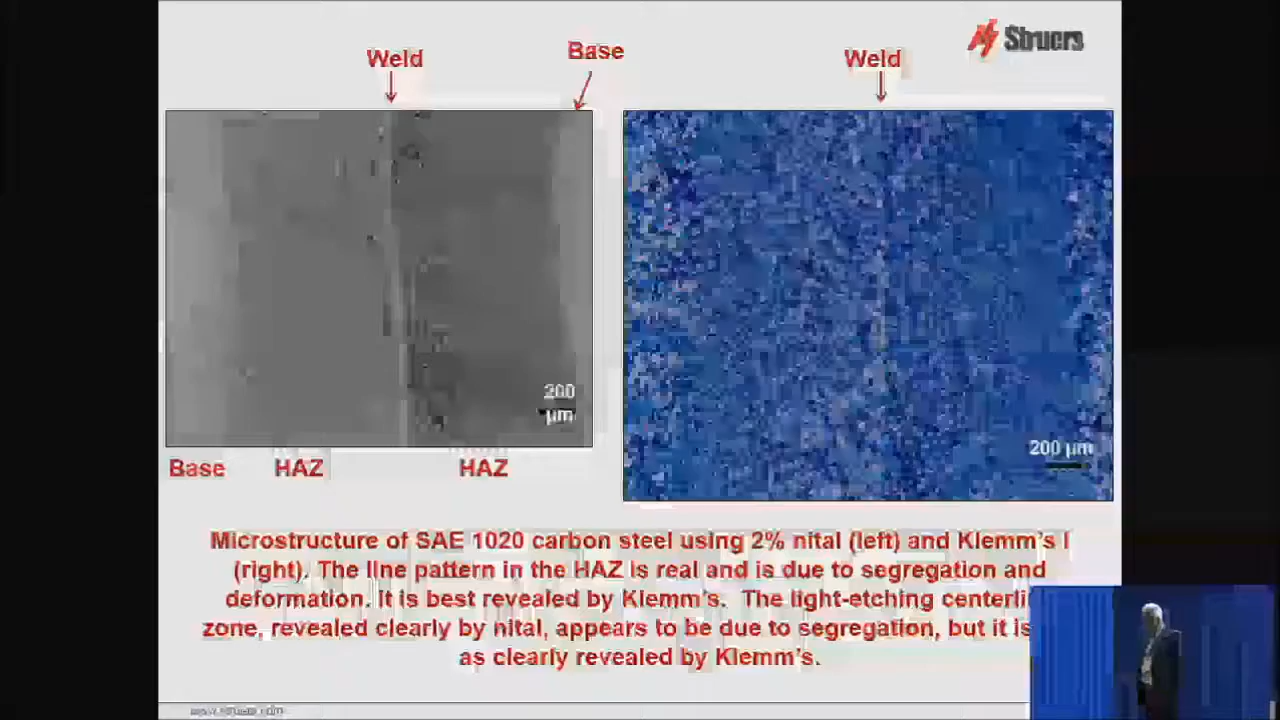 Struers
Weld
Base
Weld
200
µm
200 µm
Base HAZ HAZ
Microstructure of SAE 1020 carbon steel using 2% nital (left) and Klemm's I
(right). The line pattern in the HAZ is real and is due to segregation and
deformation. It is best revealed by Klemm's. The light-etching centerli
zone, revealed clearly by nital, appears to be due to segregation, but it is
as clearly revealed by Klemm's.